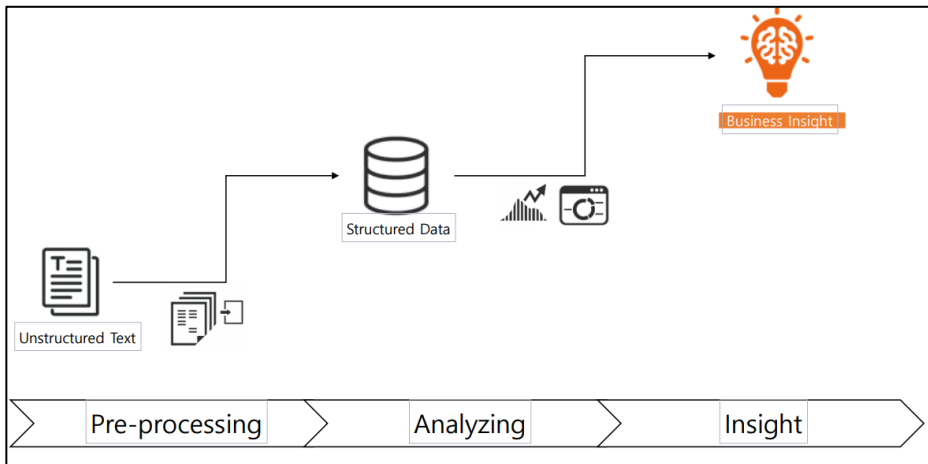 Business Insight
Structured Data
Unstructured Text
Pre-processing
Analyzing
Insight